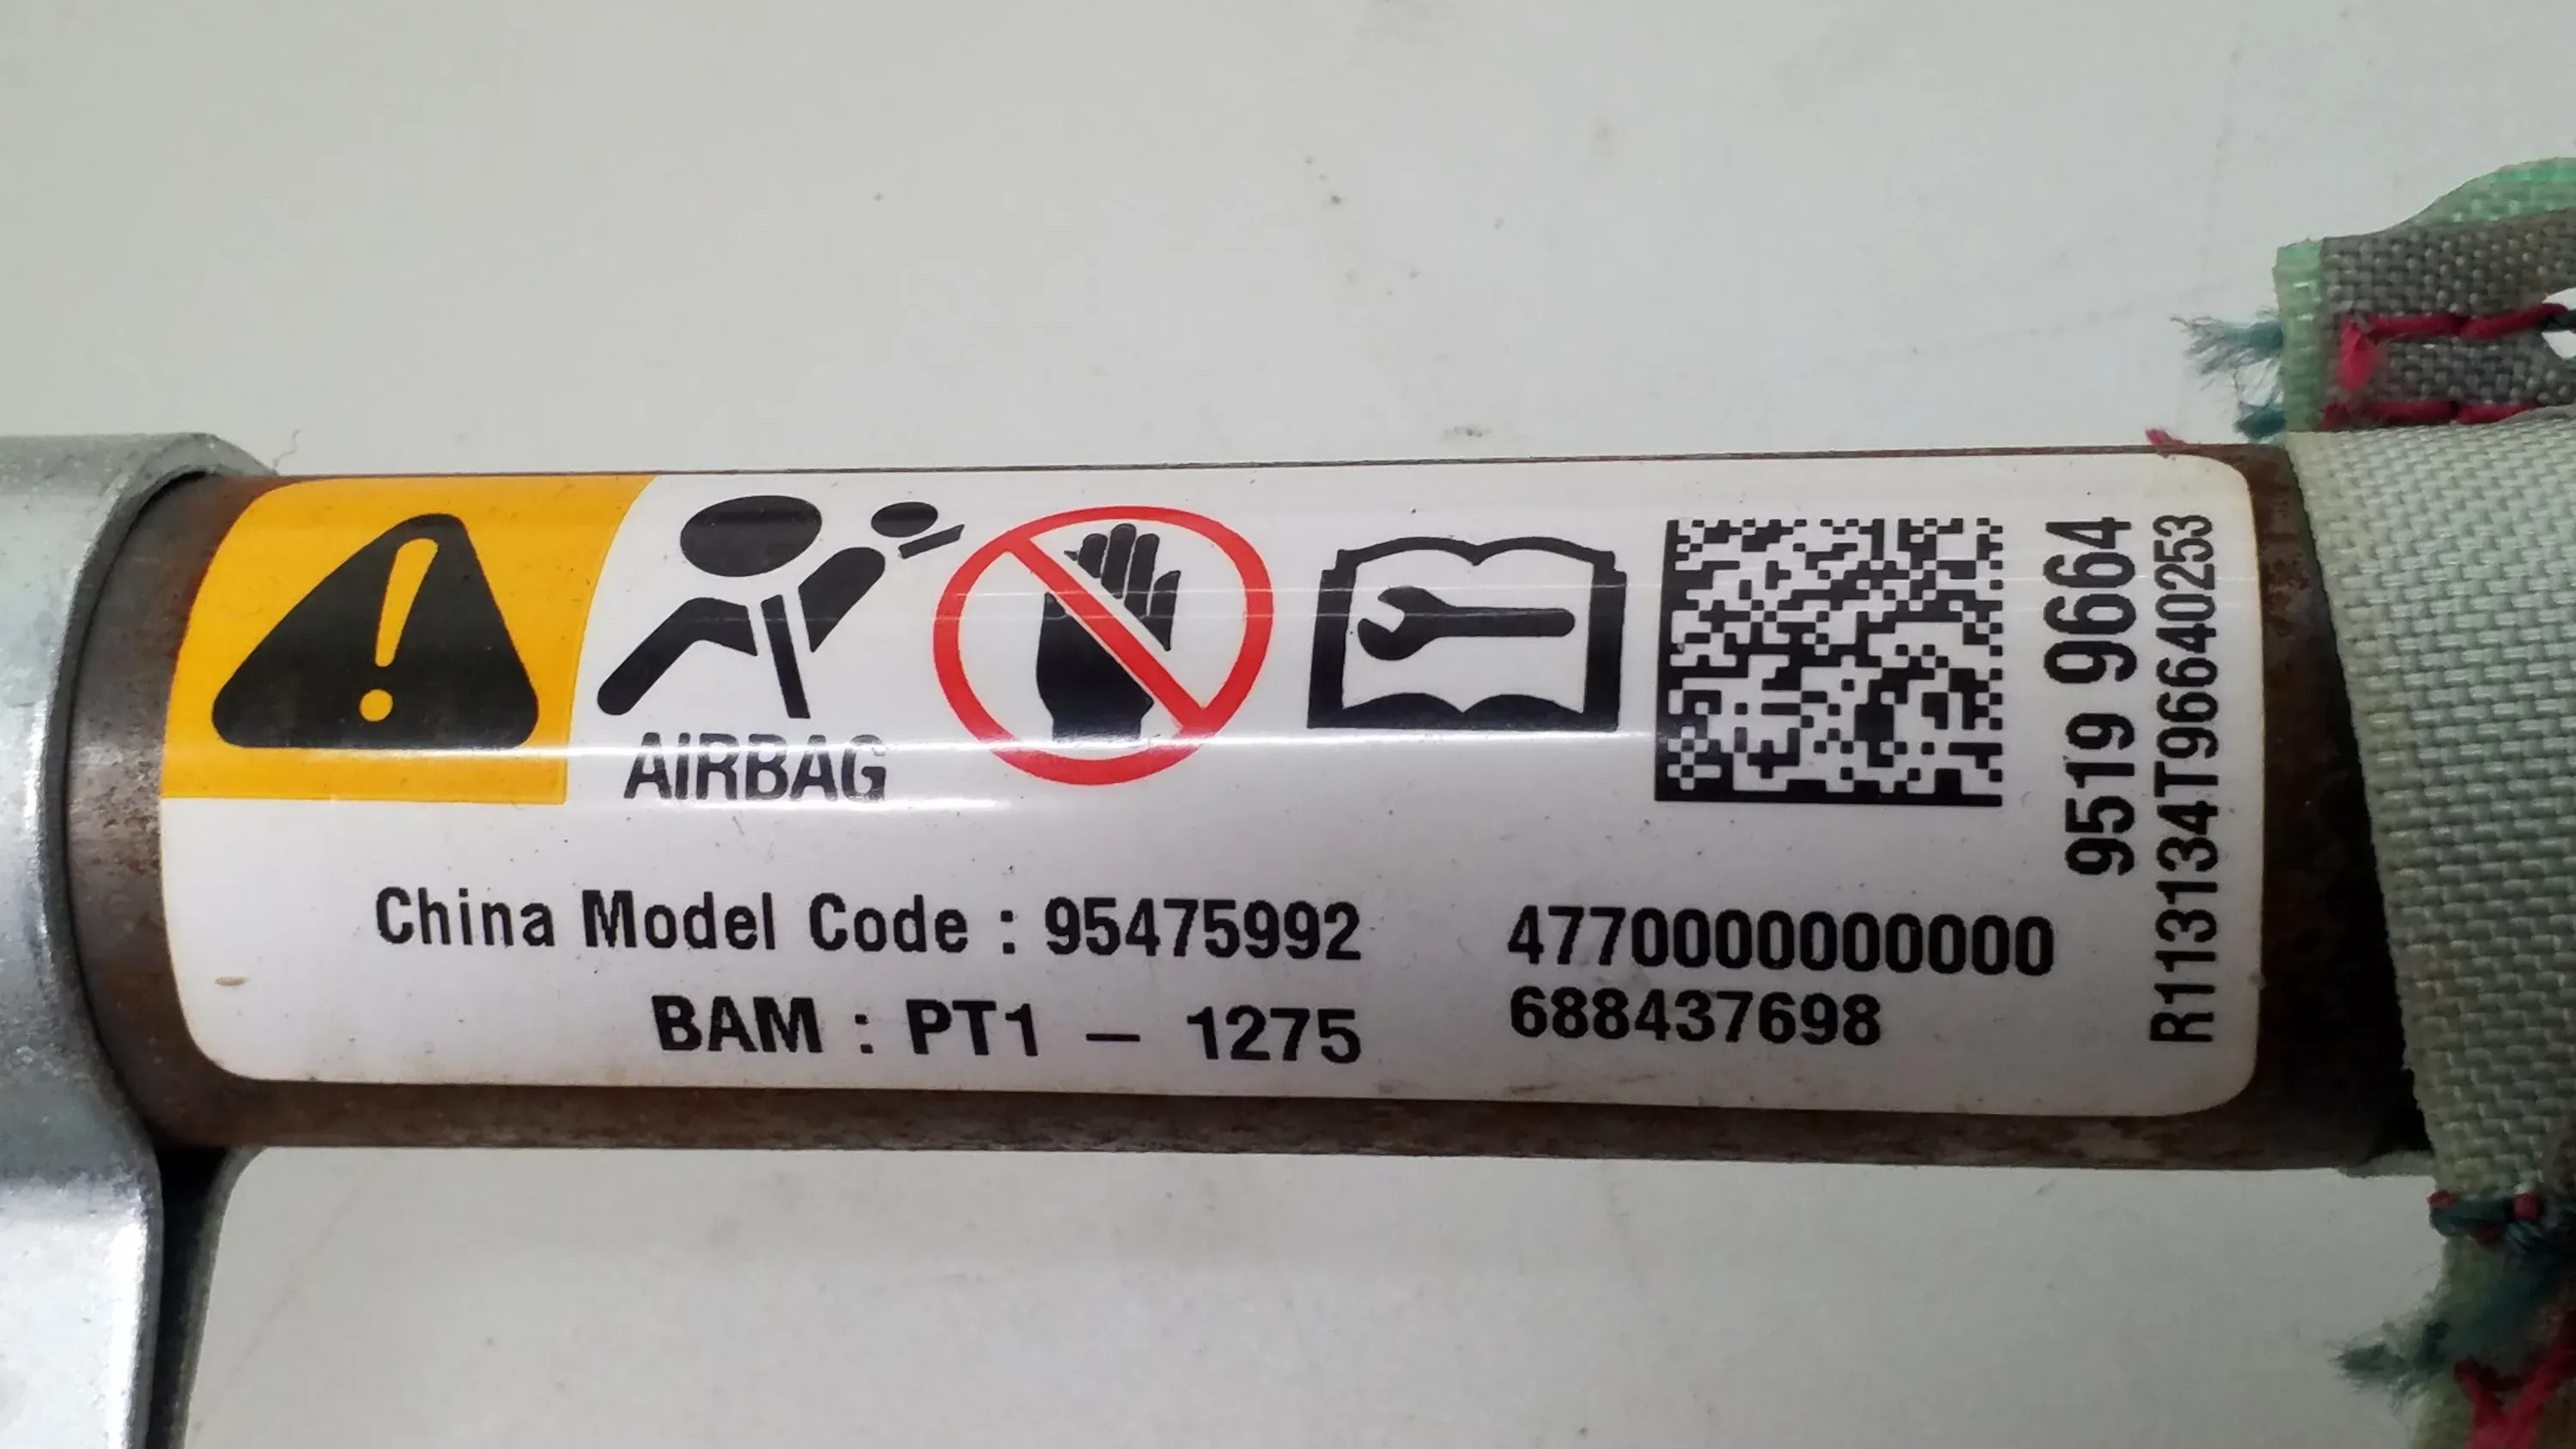 AIRBAG
China Model Code : 95475992
BAM : PT1 – 1275
4770000000000
688437698
9519 9664
R113134T96640253